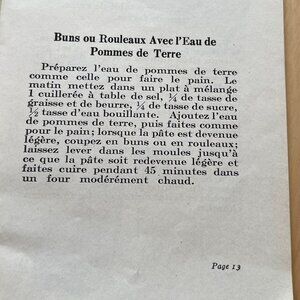 Buns ou Rouleaux Avec l'Eau de
Pommes de Terre
Préparez l'eau de pommes de terre
comme celle pour faire le pain. Le
matin mettez dans un plat à mélange
1 cuillerée à table de sel, ¼ de tasse de
graisse et de beurre, ¼ de tasse de sucre,
½ tasse d'eau bouillante. Ajoutez l'eau
de pommes de terre, puis faites comme
pour le pain; lorsque la pâte est devenue
légère, coupez en buns ou en rouleaux;
laissez lever dans les moules jusqu'à
ce que la pâte soit redevenue légère et
faites cuire pendant 45 minutes dans
un four modérément chaud.
Page 13